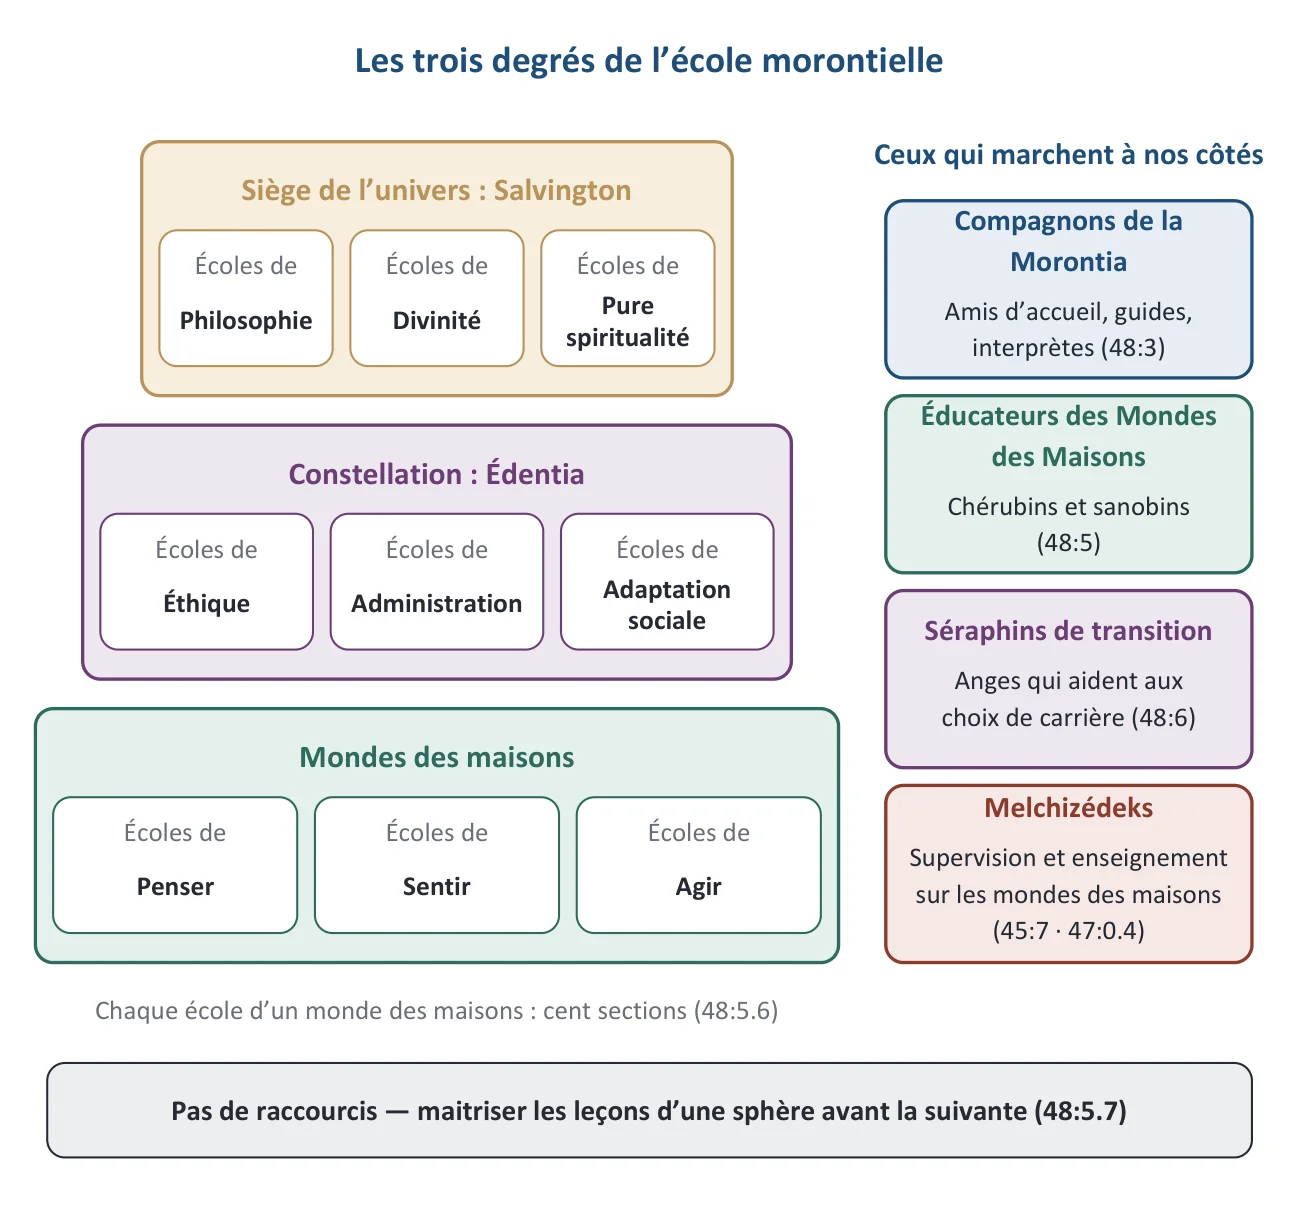 Les trois degrés de l’école morontielle
Siège de l’univers : Salvington
Écoles de
Philosophie
Écoles de
Divinité
Écoles de
Pure
spiritualité
Constellation : Édentia
Écoles de
Éthique
Écoles de
Administration
Écoles de
Adaptation
sociale
Mondes des maisons
Écoles de
Penser
Écoles de
Sentir
Écoles de
Agir
Chaque école d’un monde des maisons : cent sections (48:5.6)
Ceux qui marchent à nos côtés
Compagnons de la
Morontia
Amis d’accueil, guides,
interprètes (48:3)
Éducateurs des Mondes
des Maisons
Chérubins et sanobins
(48:5)
Séraphins de transition
Anges qui aident aux
choix de carrière (48:6)
Melchizédeks
Supervision et enseignement
sur les mondes des maisons
(45:7 · 47:0.4)
Pas de raccourcis — maitriser les leçons d’une sphère avant la suivante (48:5.7)